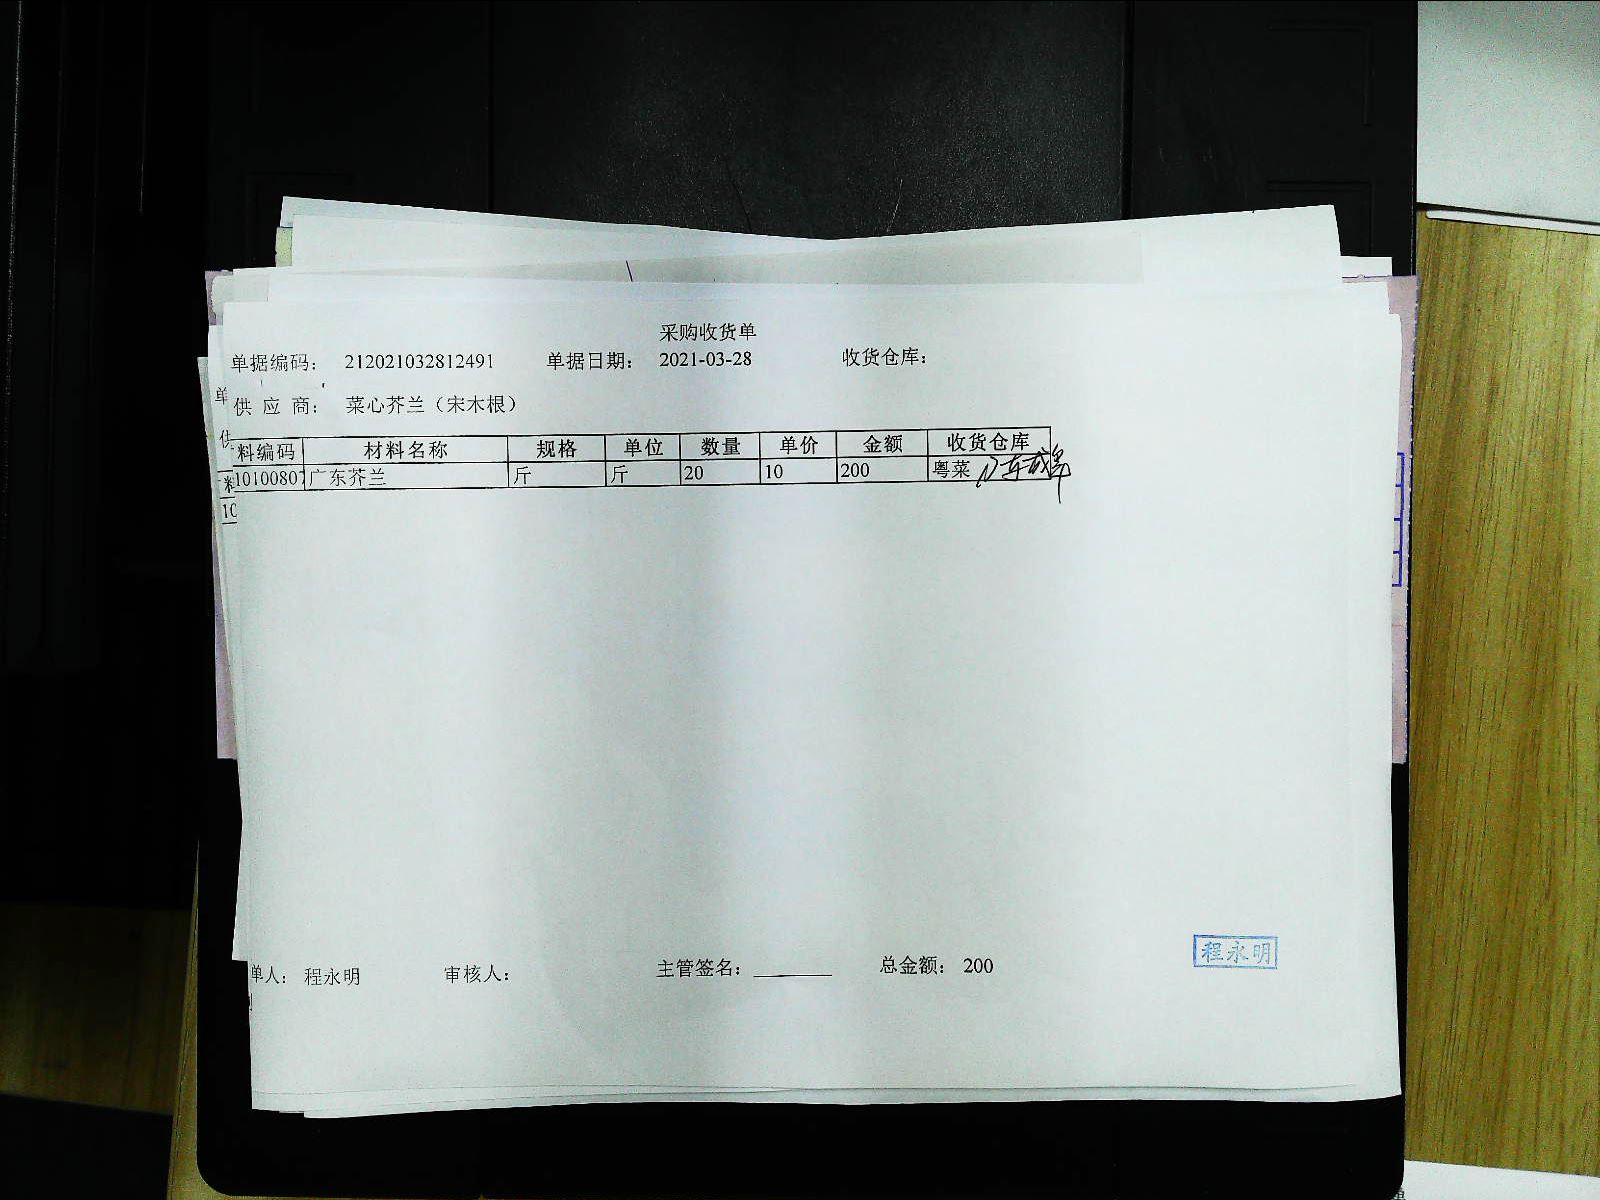 采购收货单
单据编码： 212021032812491 单据日期： 2021-03-28 收货仓库：
单
供 应 商： 菜心芥兰（宋木根）
供
料编码 材料名称 规格 单位 数量 单价 金额 收货仓库
10100807 广东芥兰 斤 斤 20 10 200 粤菜
料
10
程永明
单人： 程永明 审核人： 主管签名： 总金额： 200